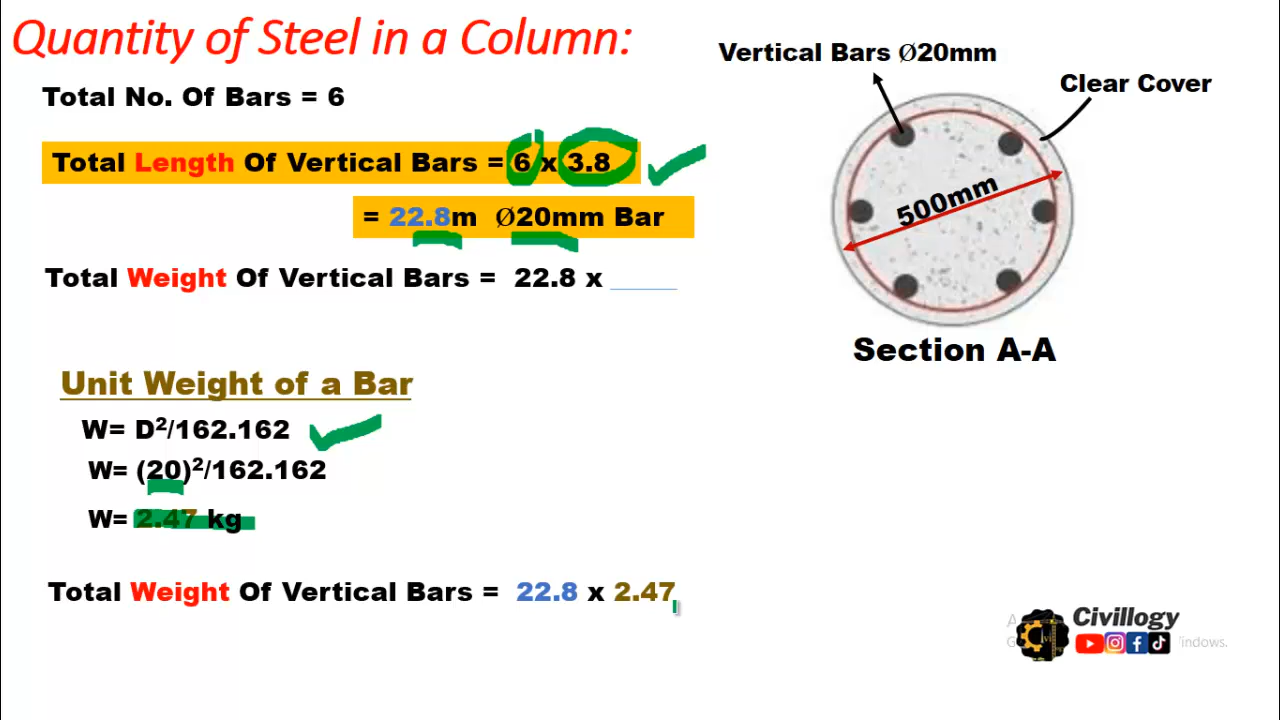 Quantity of Steel in a Column:
Total No. Of Bars = 6
Total Length Of Vertical Bars = 6 x 3.8
= 22.8m Ø20mm Bar
Total Weight Of Vertical Bars = 22.8 x ____
Unit Weight of a Bar
W= D²/162.162
W= (20)²/162.162
W= 2.47 kg
Total Weight Of Vertical Bars = 22.8 x 2.47
Vertical Bars Ø20mm
Clear Cover
500mm
Section A-A
Civillogy